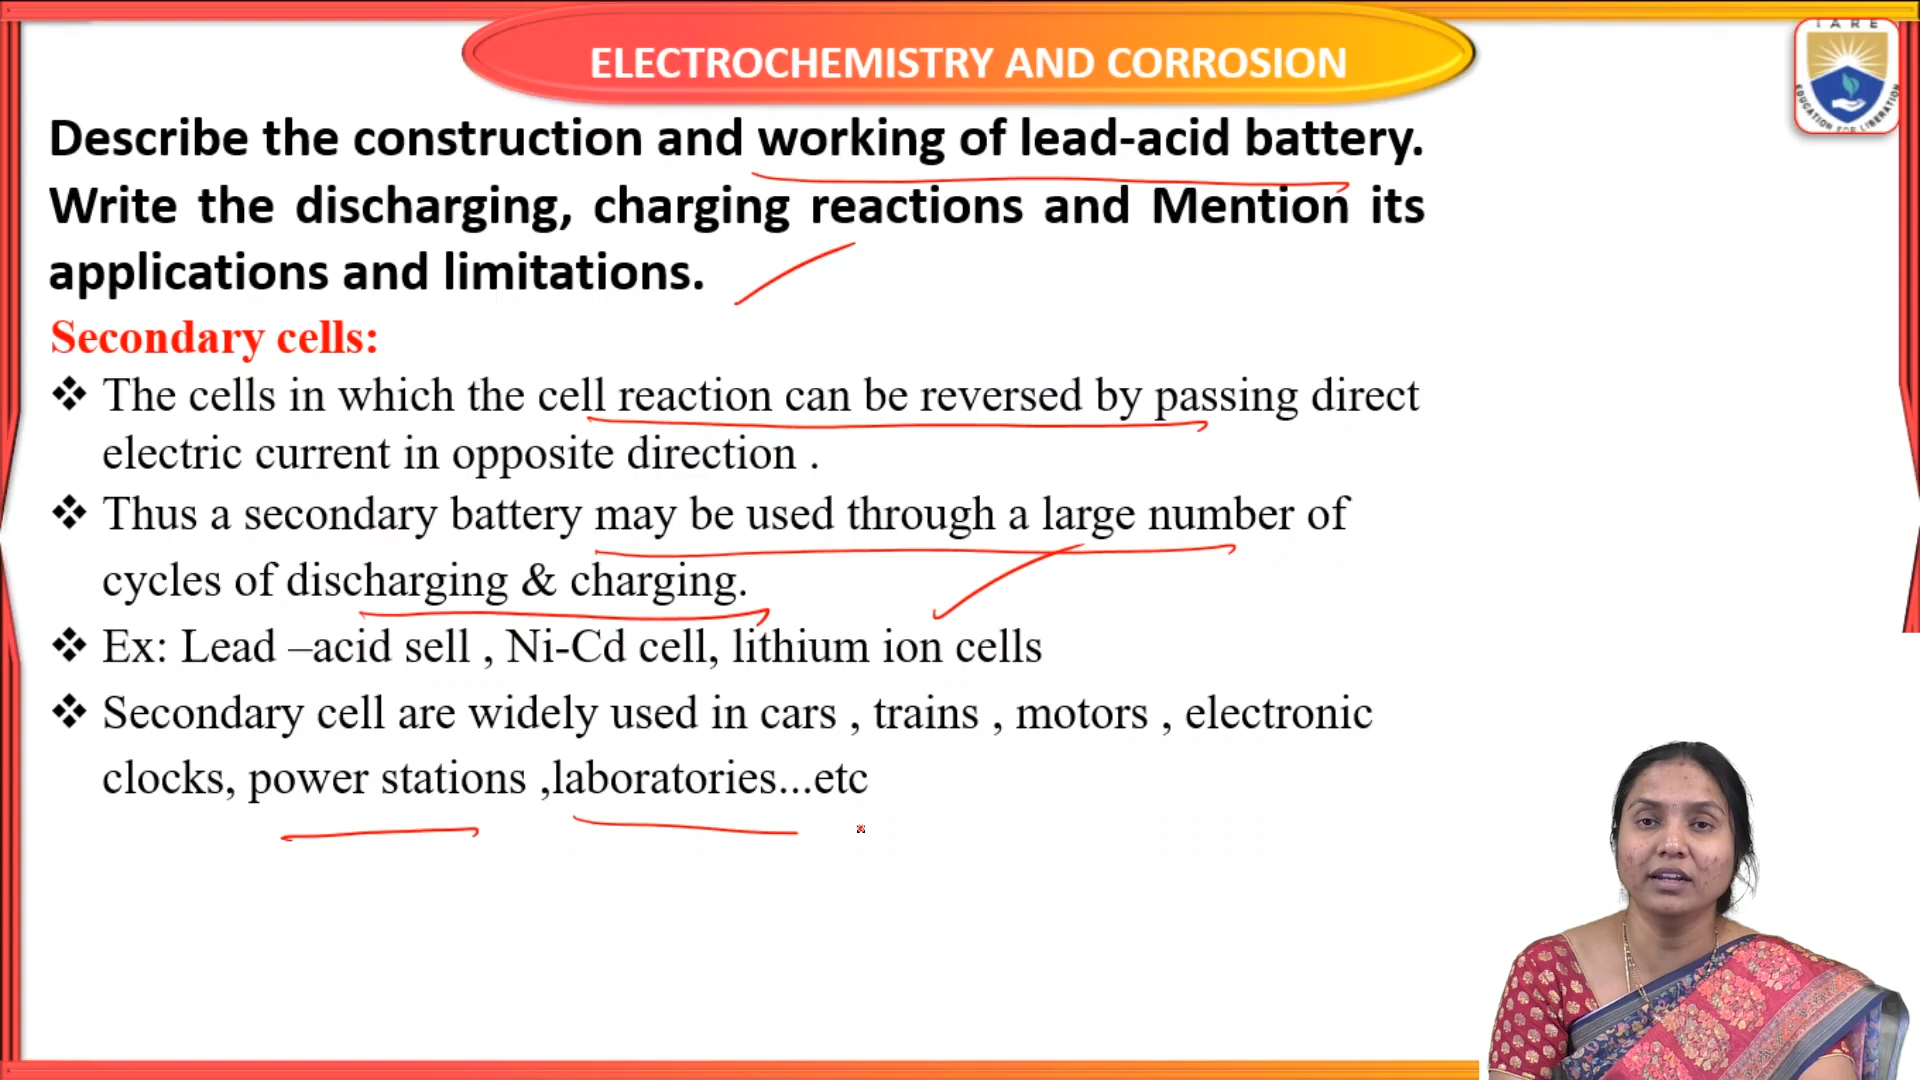 IARE
EDUCATION FOR LIBERATION
ELECTROCHEMISTRY AND CORROSION
Describe the construction and working of lead-acid battery.
Write the discharging, charging reactions and Mention its
applications and limitations.
Secondary cells:
❖ The cells in which the cell reaction can be reversed by passing direct
electric current in opposite direction .
❖ Thus a secondary battery may be used through a large number of
cycles of discharging & charging.
❖ Ex: Lead –acid sell , Ni-Cd cell, lithium ion cells
❖ Secondary cell are widely used in cars , trains , motors , electronic
clocks, power stations ,laboratories...etc